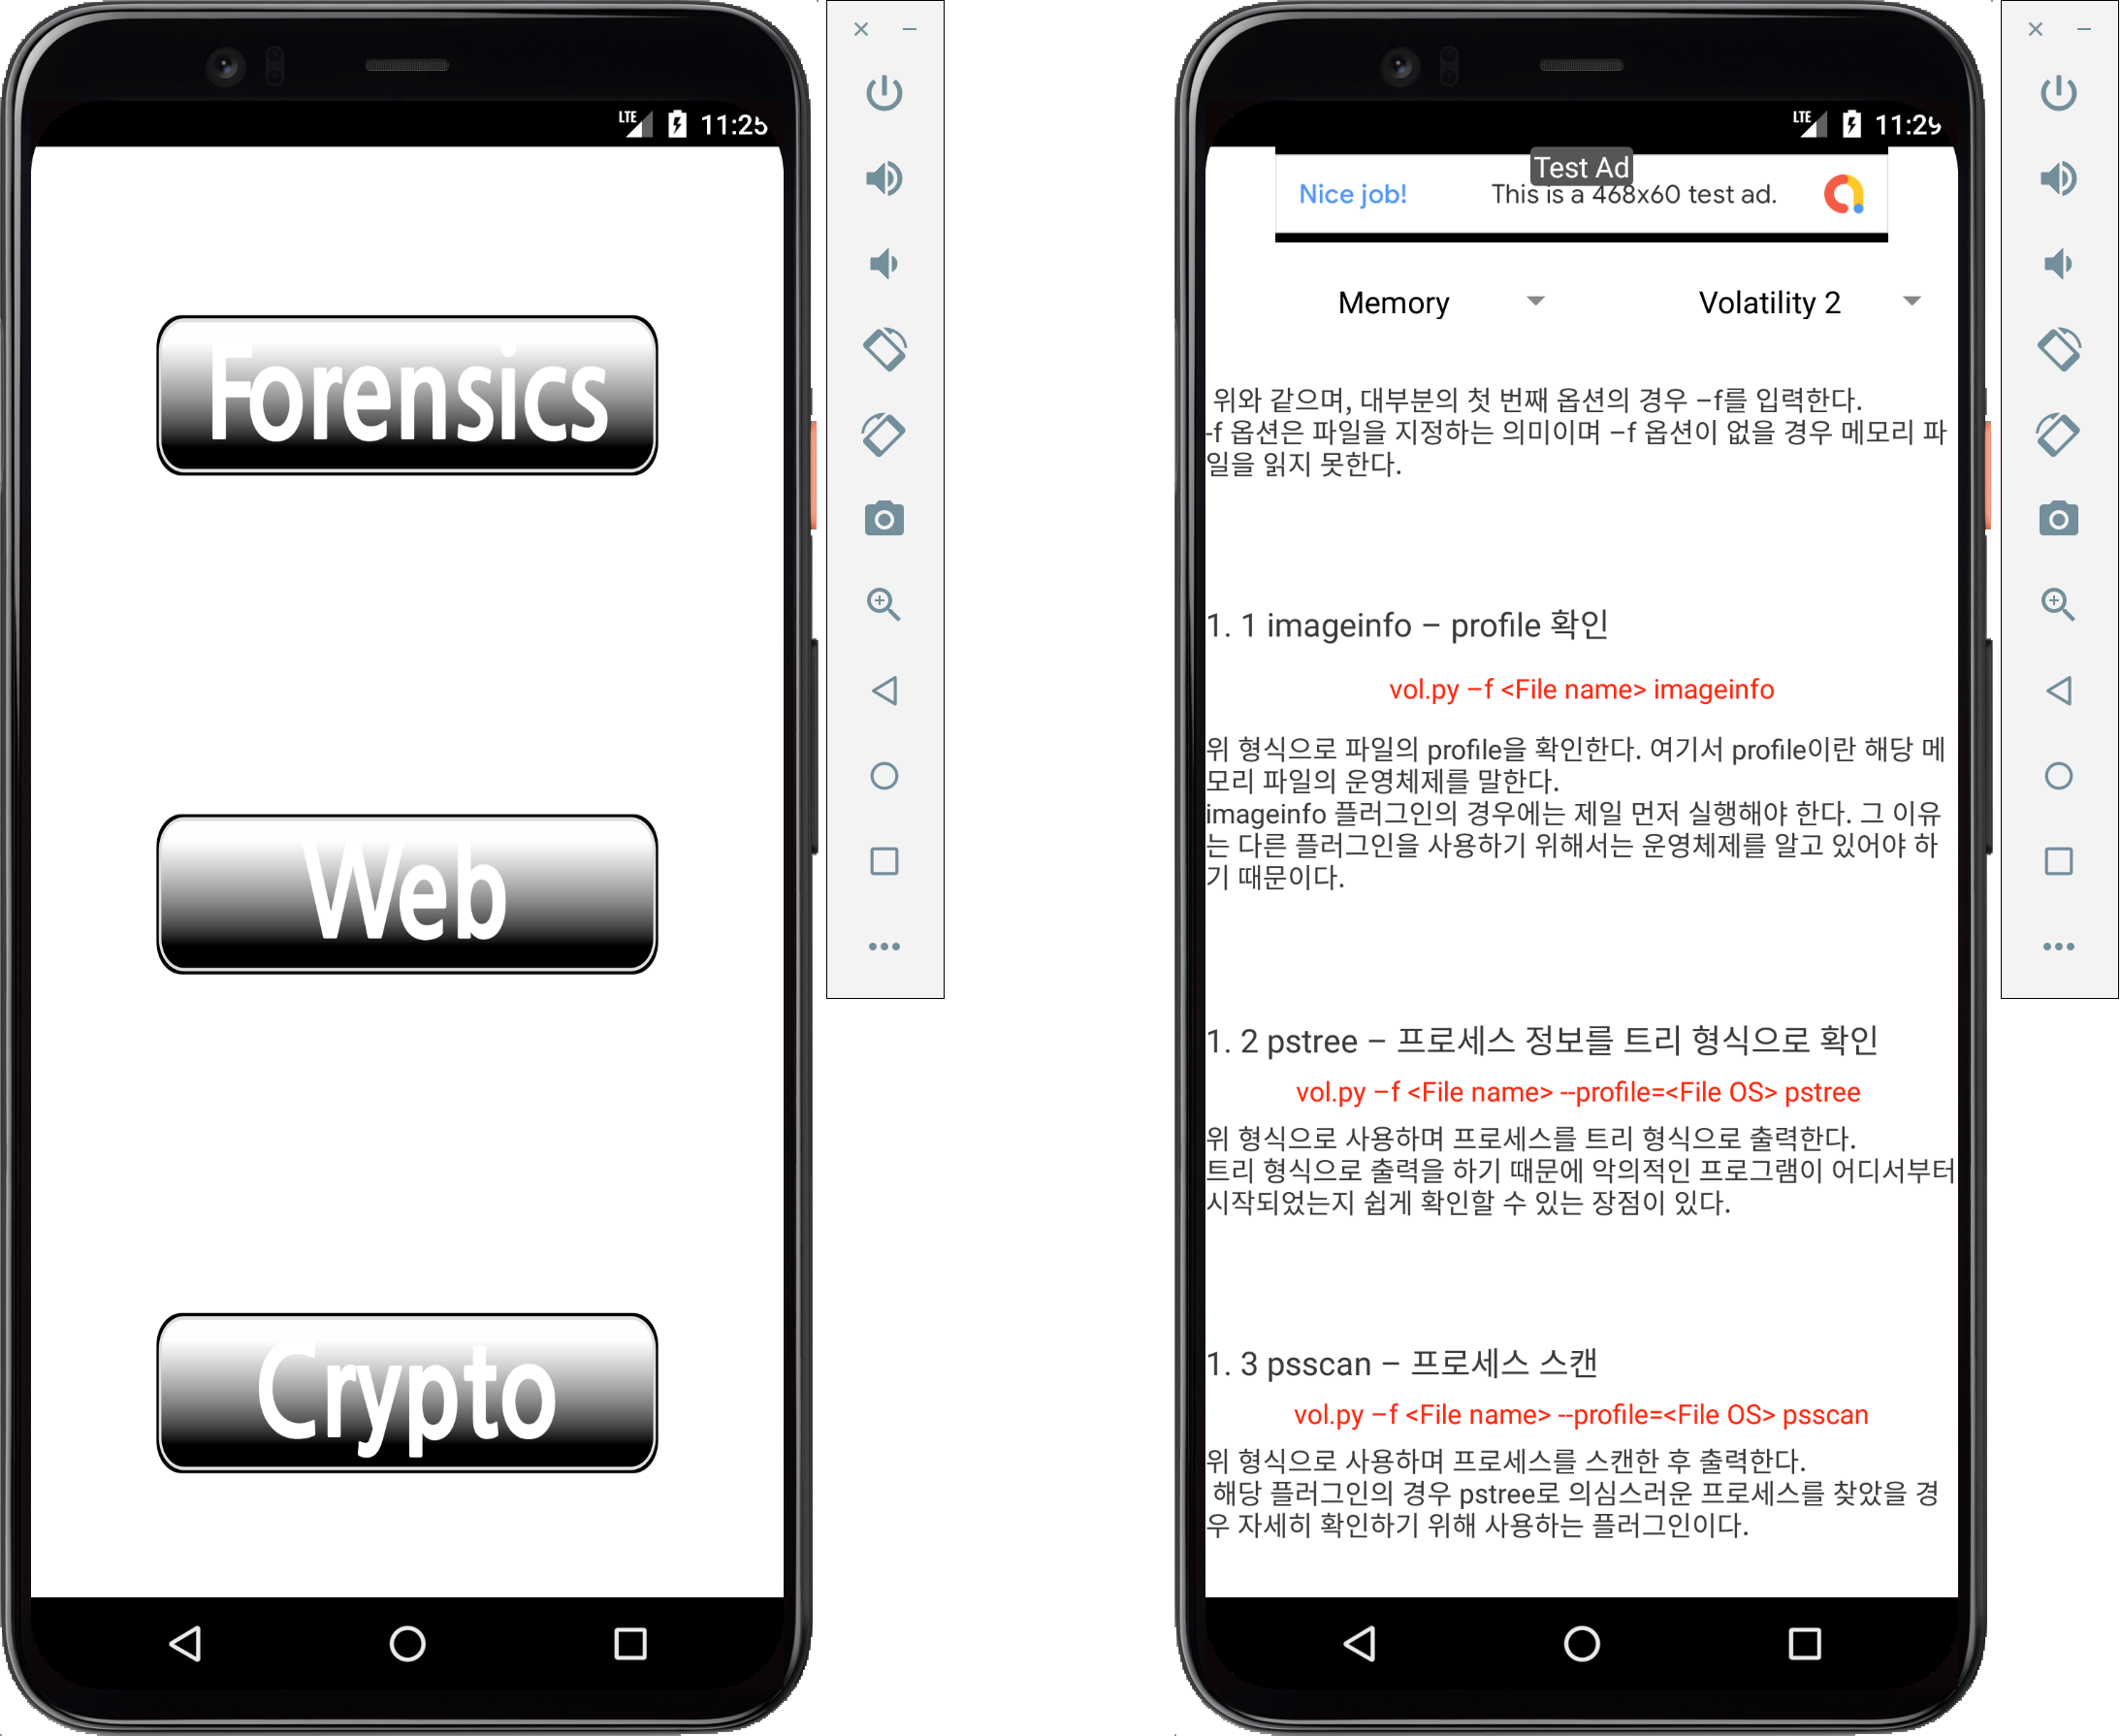 LTE 11:25
Forensics
Web
Crypto
LTE 11:29
Test Ad
Nice job! This is a 468x60 test ad.
Memory Volatility 2
위와 같으며, 대부분의 첫 번째 옵션의 경우 –f를 입력한다.
-f 옵션은 파일을 지정하는 의미이며 –f 옵션이 없을 경우 메모리 파
일을 읽지 못한다.
1. 1 imageinfo – profile 확인
vol.py –f <File name> imageinfo
위 형식으로 파일의 profile을 확인한다. 여기서 profile이란 해당 메
모리 파일의 운영체제를 말한다.
imageinfo 플러그인의 경우에는 제일 먼저 실행해야 한다. 그 이유
는 다른 플러그인을 사용하기 위해서는 운영체제를 알고 있어야 하
기 때문이다.
1. 2 pstree – 프로세스 정보를 트리 형식으로 확인
vol.py –f <File name> --profile=<File OS> pstree
위 형식으로 사용하며 프로세스를 트리 형식으로 출력한다.
트리 형식으로 출력을 하기 때문에 악의적인 프로그램이 어디서부터
시작되었는지 쉽게 확인할 수 있는 장점이 있다.
1. 3 psscan – 프로세스 스캔
vol.py –f <File name> --profile=<File OS> psscan
위 형식으로 사용하며 프로세스를 스캔한 후 출력한다.
해당 플러그인의 경우 pstree로 의심스러운 프로세스를 찾았을 경
우 자세히 확인하기 위해 사용하는 플러그인이다.